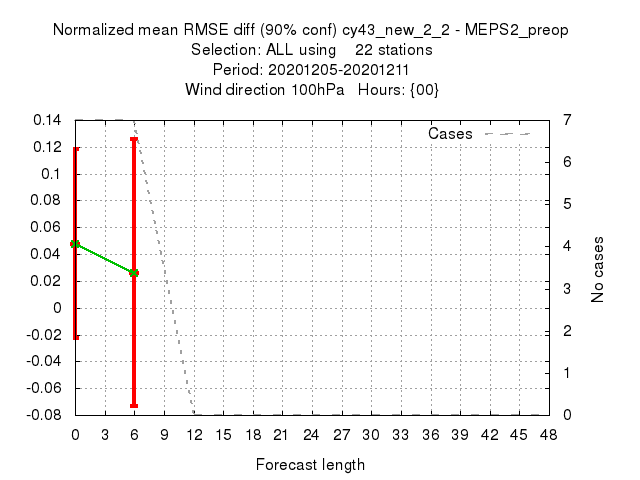 Normalized mean RMSE diff (90% conf) cy43_new_2_2 - MEPS2_preop
Selection: ALL using 22 stations
Period: 20201205-20201211
Wind direction 100hPa Hours: {00}
Cases
0.14
0.12
0.1
0.08
0.06
0.04
0.02
0
-0.02
-0.04
-0.06
-0.08
7
6
5
4
3
2
1
0
No cases
0 3 6 9 12 15 18 21 24 27 30 33 36 39 42 45 48
Forecast length